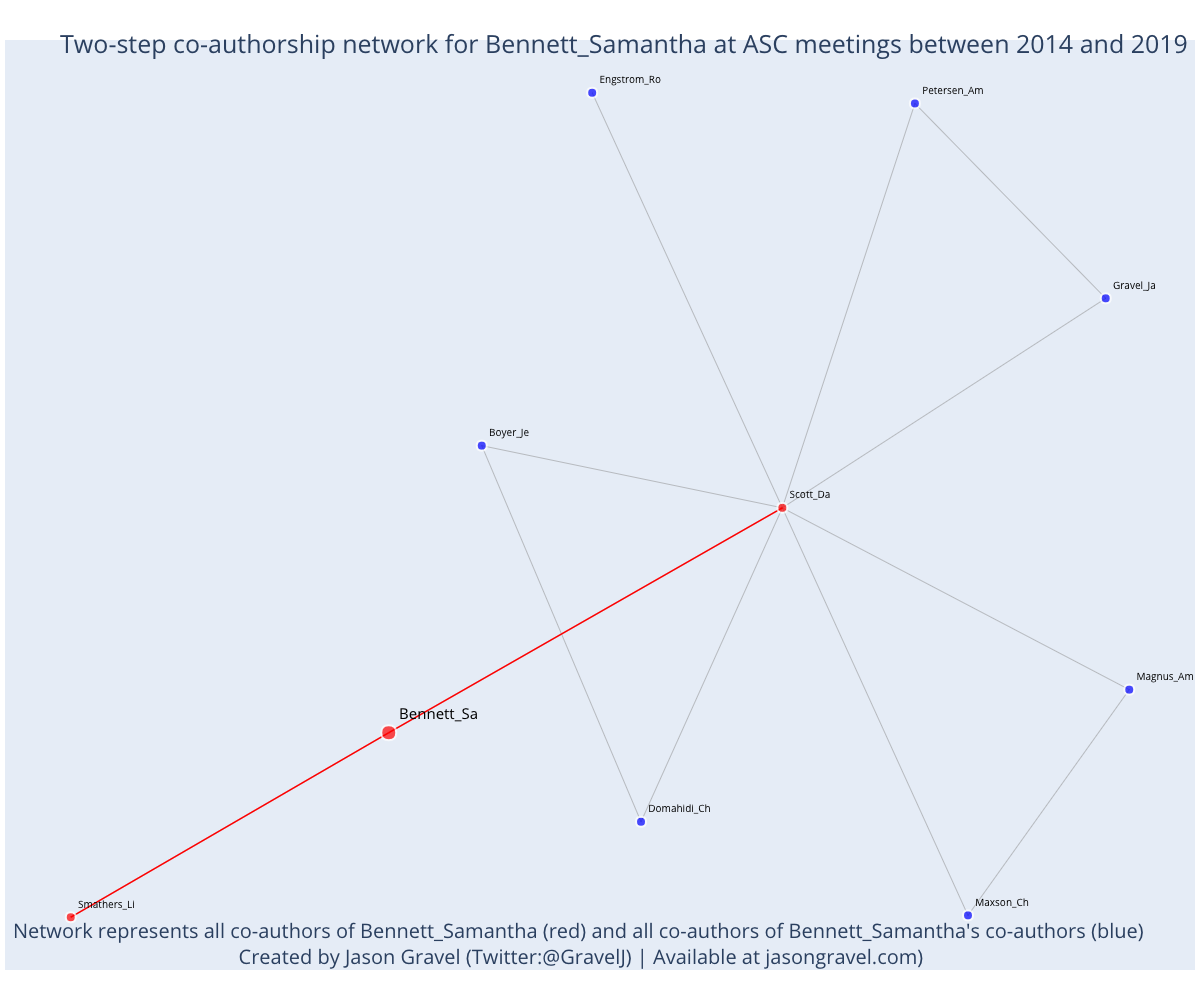 Two-step co-authorship network for Bennett_Samantha at ASC meetings between 2014 and 2019
Engstrom_Ro
Petersen_Am
Gravel_Ja
Boyer_Je
Scott_Da
Magnus_Am
Bennett_Sa
Domahidi_Ch
Maxson_Ch
Smathers_Li
Network represents all co-authors of Bennett_Samantha (red) and all co-authors of Bennett_Samantha's co-authors (blue)
Created by Jason Gravel (Twitter:@GravelJ) | Available at jasongravel.com)